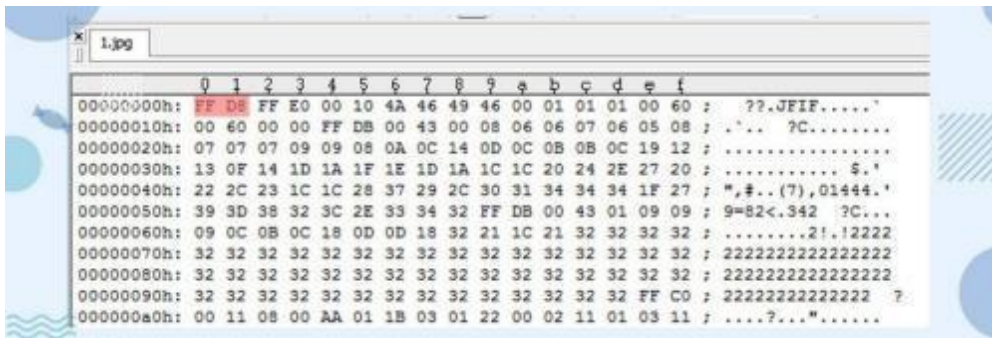 1.jpg
0 1 2 3 4 5 6 7 8 9 a b c d e f
00000000h: FF D8 FF E0 00 10 4A 46 49 46 00 01 01 01 00 60 ; ??.JFIF.....`
00000010h: 00 60 00 00 FF DB 00 43 00 08 06 06 07 06 05 08 ; .`.. ?C........
00000020h: 07 07 07 09 09 08 0A 0C 14 0D 0C 0B 0B 0C 19 12 ; ................
00000030h: 13 0F 14 1D 1A 1F 1E 1D 1A 1C 1C 20 24 2E 27 20 ; ........... $.'
00000040h: 22 2C 23 1C 1C 28 37 29 2C 30 31 34 34 34 1F 27 ; ",#..(7),01444.'
00000050h: 39 3D 38 32 3C 2E 33 34 32 FF DB 00 43 01 09 09 ; 9=82<.342 ?C...
00000060h: 09 0C 0B 0C 18 0D 0D 18 32 21 1C 21 32 32 32 32 ; ........2!.!2222
00000070h: 32 32 32 32 32 32 32 32 32 32 32 32 32 32 32 32 ; 2222222222222222
00000080h: 32 32 32 32 32 32 32 32 32 32 32 32 32 32 32 32 ; 2222222222222222
00000090h: 32 32 32 32 32 32 32 32 32 32 32 32 32 32 FF C0 ; 22222222222222 ?
000000a0h: 00 11 08 00 AA 01 1B 03 01 22 00 02 11 01 03 11 ; ....?...."......